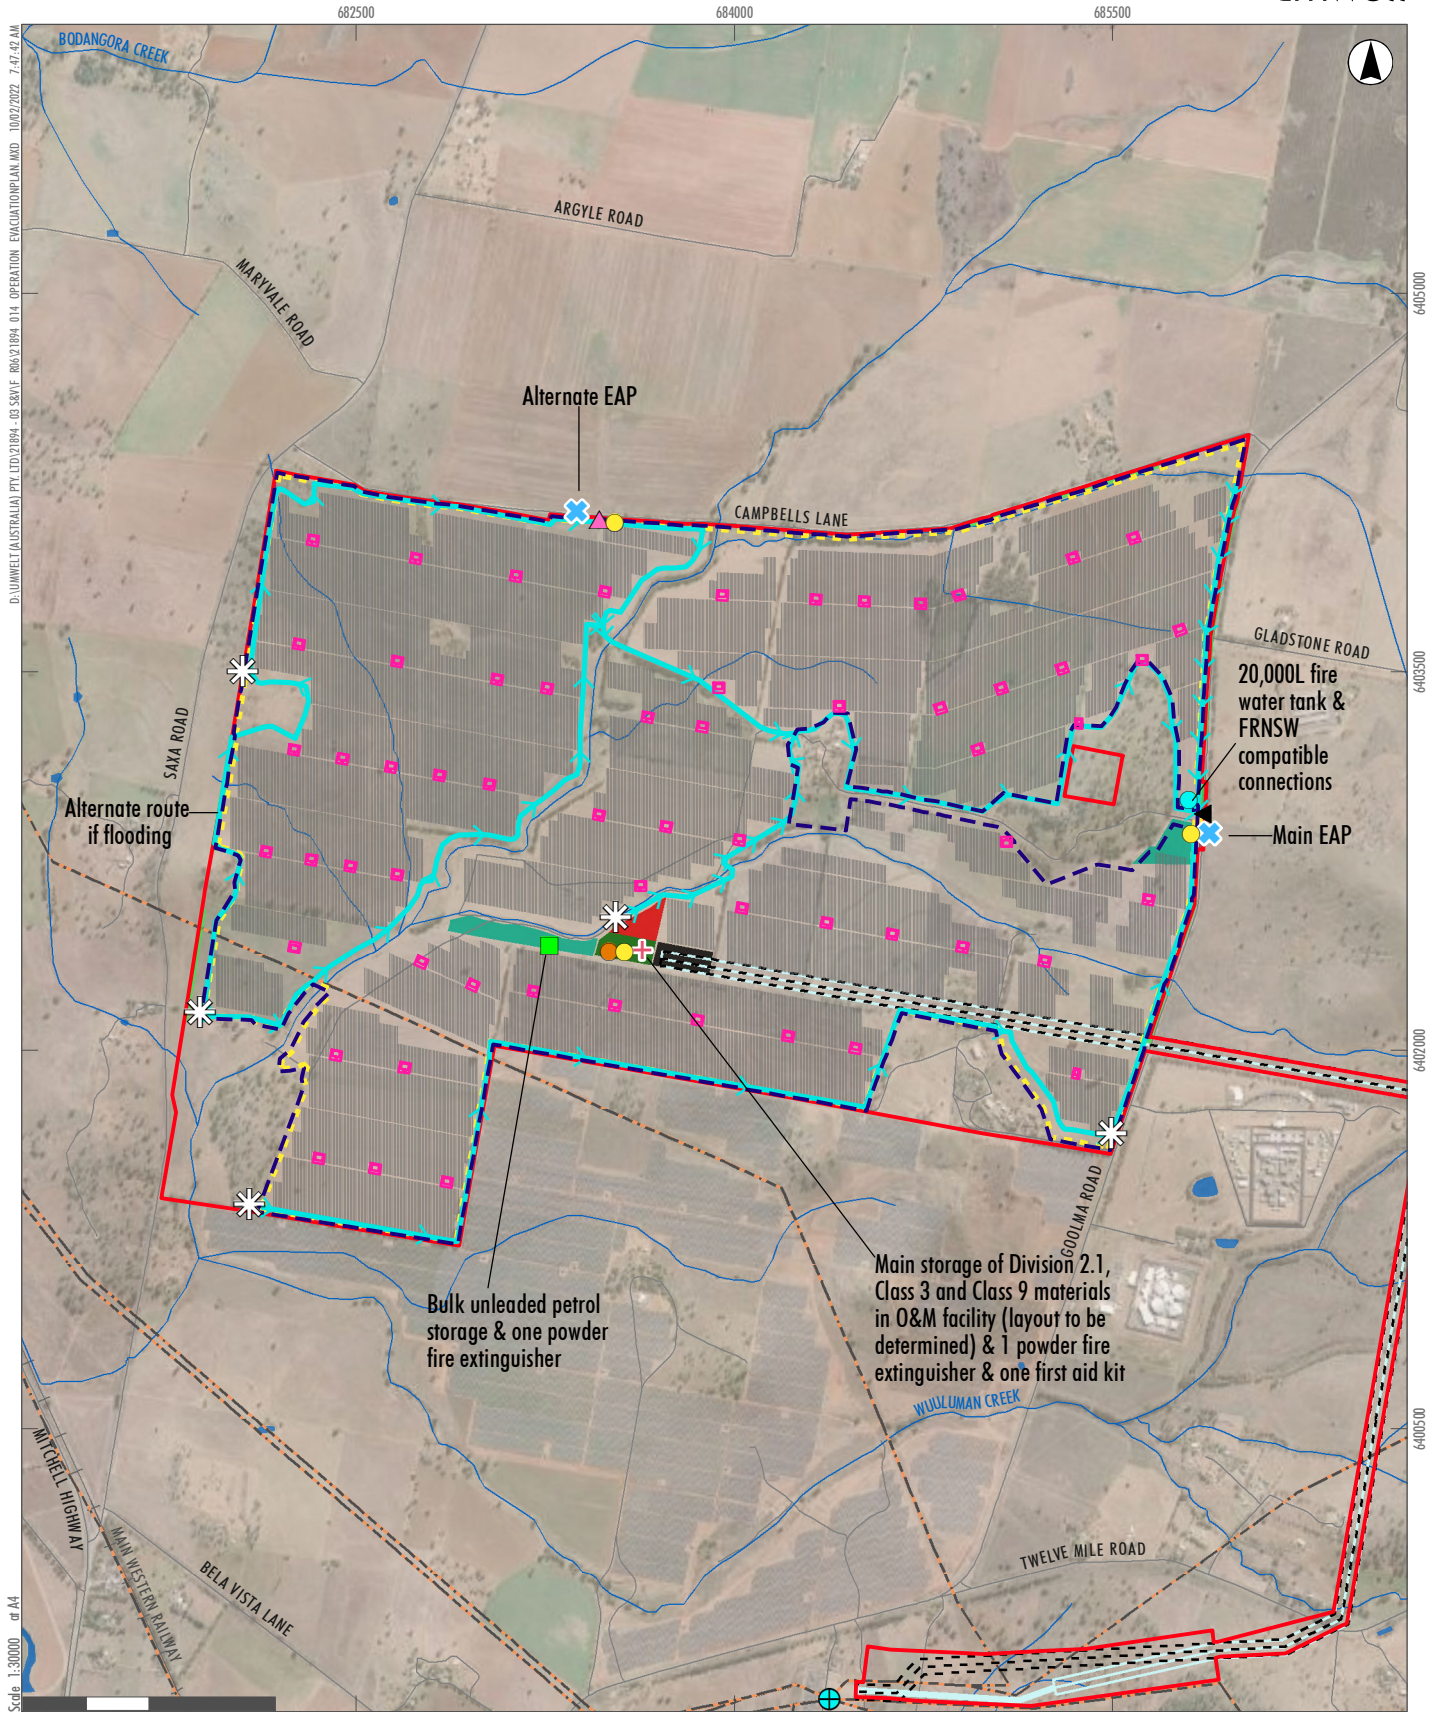 682500
684000
685500
BODANGORA CREEK
ARGYLE ROAD
MARYVALE ROAD
6405000
Alternate EAP
CAMPBELLS LANE
GLADSTONE ROAD
6403500
20,000L fire
water tank &
FRNSW
compatible
connections
SAXA ROAD
Alternate route
if flooding
Main EAP
6402000
GOOLMA ROAD
Main storage of Division 2.1,
Class 3 and Class 9 materials
in O&M facility (layout to be
determined) & 1 powder fire
extinguisher & one first aid kit
Bulk unleaded petrol
storage & one powder
fire extinguisher
WUULUMAN CREEK
6400500
MITCHELL HIGHWAY
MAIN WESTERN RAILWAY
BELA VISTA LANE
TWELVE MILE ROAD
Scale 1:30000 at A4